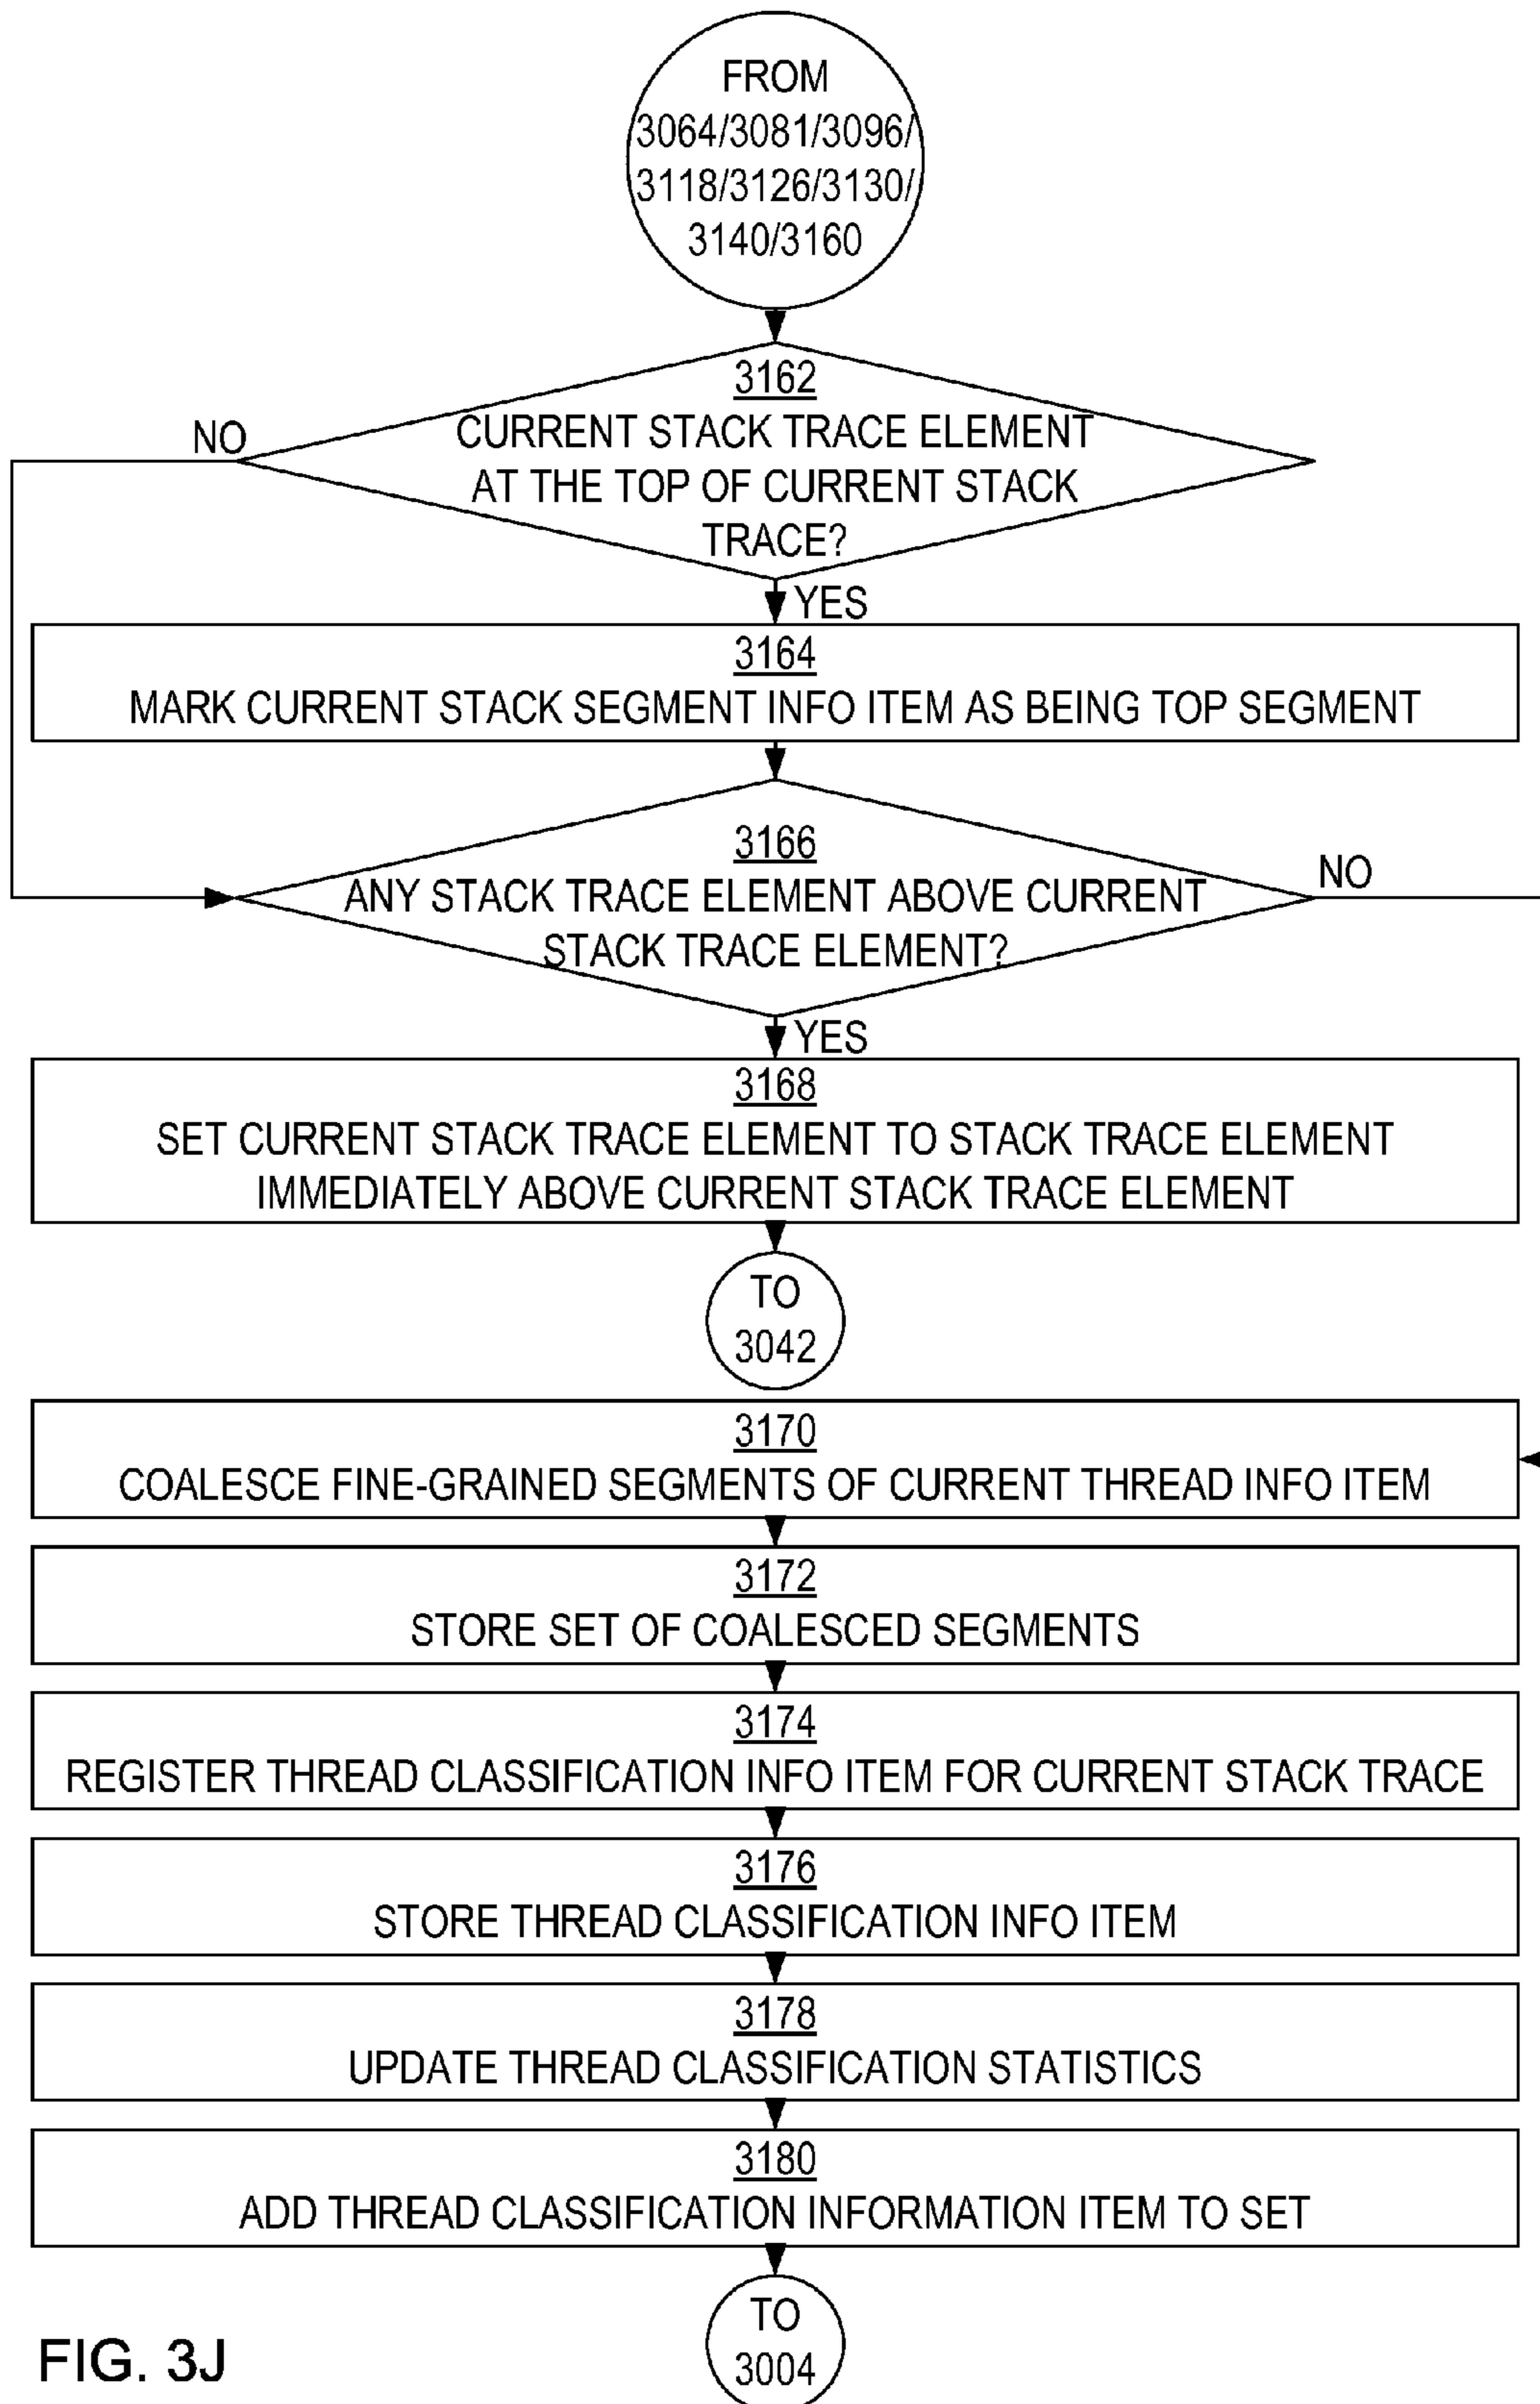 FROM
3064/3081/3096/
3118/3126/3130/
3140/3160
3162
CURRENT STACK TRACE ELEMENT
AT THE TOP OF CURRENT STACK
TRACE?
NO
YES
3164
MARK CURRENT STACK SEGMENT INFO ITEM AS BEING TOP SEGMENT
3166
ANY STACK TRACE ELEMENT ABOVE CURRENT
STACK TRACE ELEMENT?
NO
YES
3168
SET CURRENT STACK TRACE ELEMENT TO STACK TRACE ELEMENT
IMMEDIATELY ABOVE CURRENT STACK TRACE ELEMENT
TO
3042
3170
COALESCE FINE-GRAINED SEGMENTS OF CURRENT THREAD INFO ITEM
3172
STORE SET OF COALESCED SEGMENTS
3174
REGISTER THREAD CLASSIFICATION INFO ITEM FOR CURRENT STACK TRACE
3176
STORE THREAD CLASSIFICATION INFO ITEM
3178
UPDATE THREAD CLASSIFICATION STATISTICS
3180
ADD THREAD CLASSIFICATION INFORMATION ITEM TO SET
TO
3004
FIG. 3J